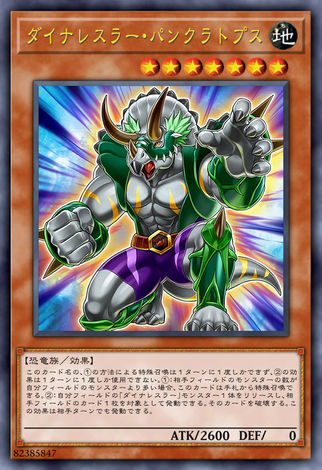 ダイナレスラー・パンクラトプス
地
【恐竜族／効果】
このカード名の、①の方法による特殊召喚は１ターンに１度しかできず、②の効
果は１ターンに１度しか使用できない。①：相手フィールドのモンスターの数が
自分フィールドのモンスターより多い場合、このカードは手札から特殊召喚で
きる。②：自分フィールドの「ダイナレスラー」モンスター１体をリリースし、相
手フィールドのカード１枚を対象として発動できる。そのカードを破壊する。こ
の効果は相手ターンでも発動できる。
ATK/2600 DEF/ 0
82385847